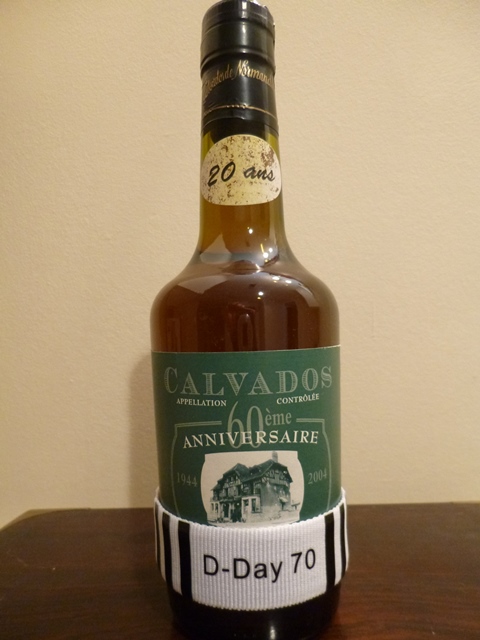 20 ans
CALVADOS
APPELLATION CONTRÔLÉE
60ème
ANNIVERSAIRE
1944 2004
D-Day 70